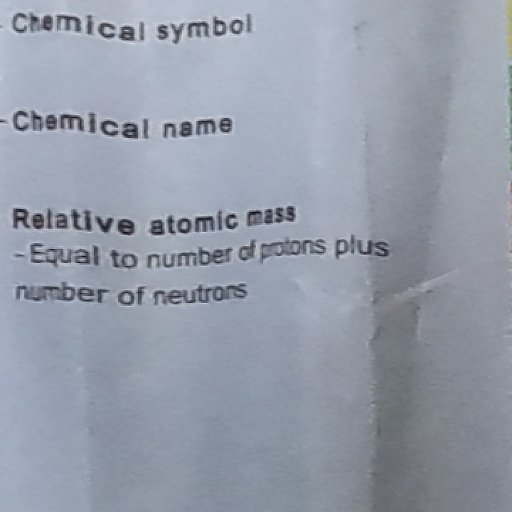 - Chemical symbol
- Chemical name
Relative atomic mass
- Equal to number of protons plus
number of neutrons